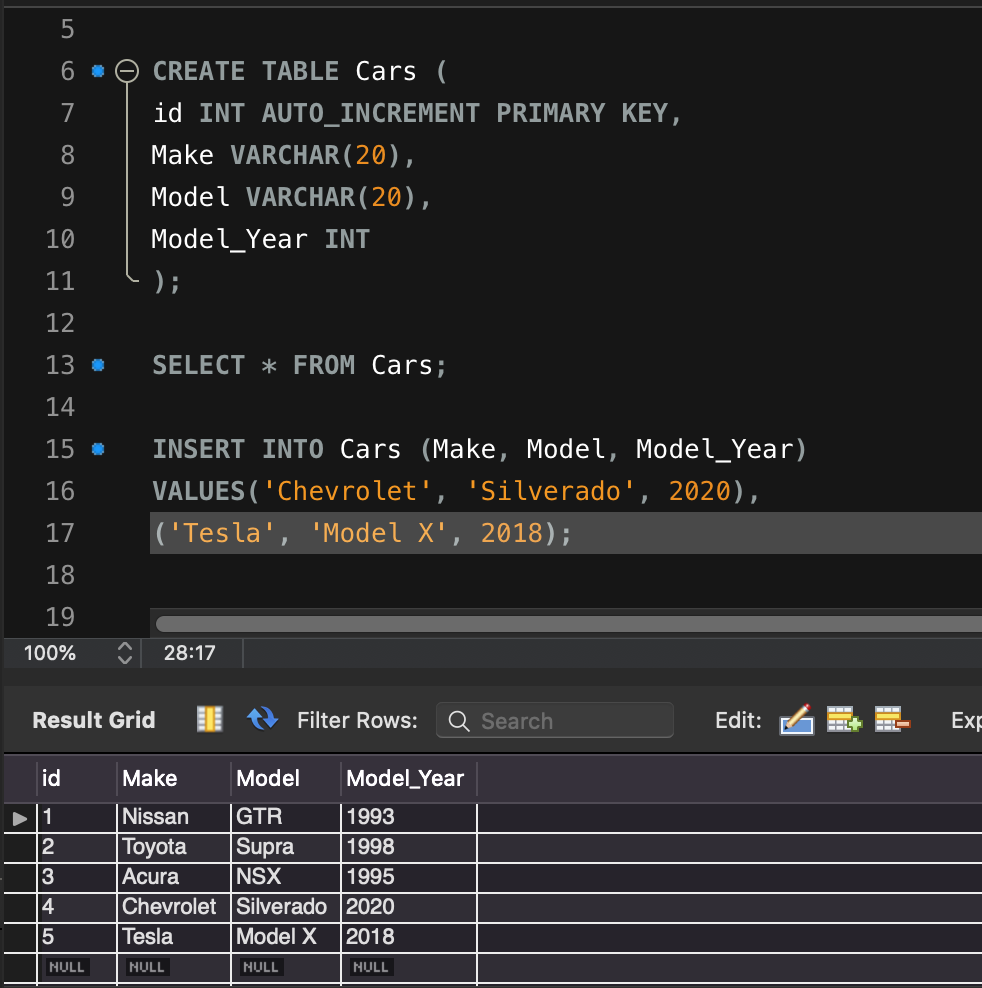 5
6 CREATE TABLE Cars (
7 id INT AUTO_INCREMENT PRIMARY KEY,
8 Make VARCHAR(20),
9 Model VARCHAR(20),
10 Model_Year INT
11 );
12
13 SELECT * FROM Cars;
14
15 INSERT INTO Cars (Make, Model, Model_Year)
16 VALUES('Chevrolet', 'Silverado', 2020),
17 ('Tesla', 'Model X', 2018);
18
19
100% 28:17
Result Grid Filter Rows: Search Edit: Exp
id Make Model Model_Year
1 Nissan GTR 1993
2 Toyota Supra 1998
3 Acura NSX 1995
4 Chevrolet Silverado 2020
5 Tesla Model X 2018
NULL NULL NULL NULL